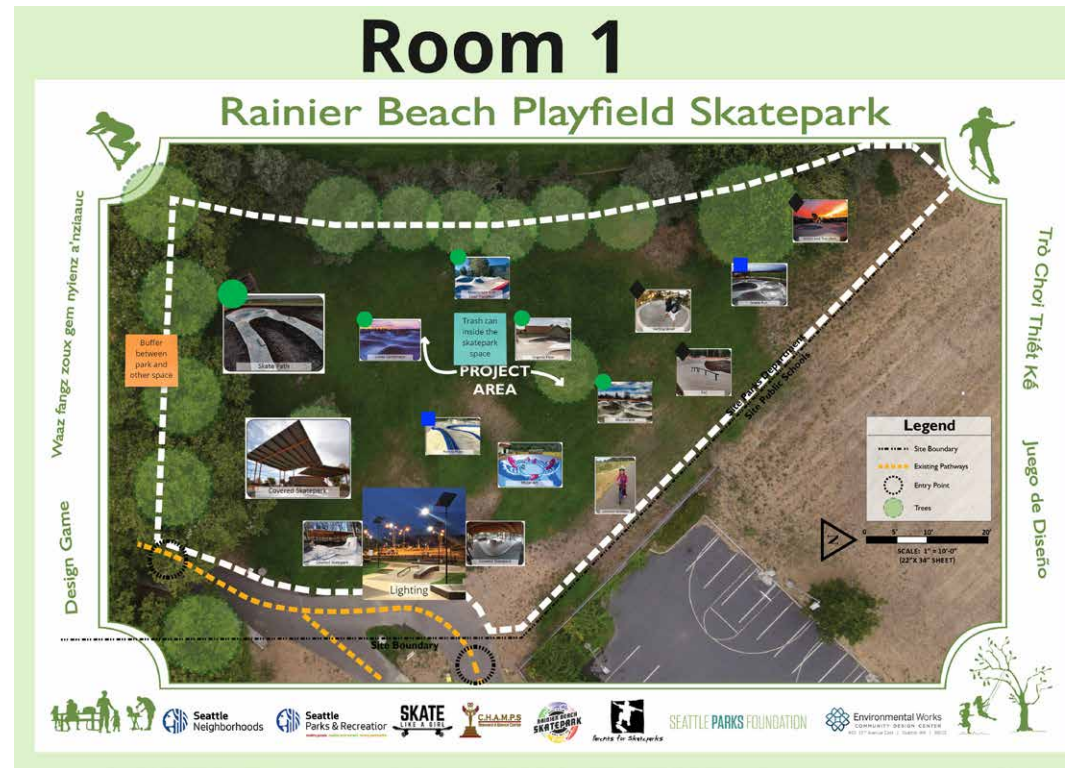 Room 1
Rainier Beach Playfield Skatepark
Waaz fangz zoux gem nyienz a'nziaauc
Design Game
Trò Chơi Thiết Kế
Juego de Diseño
Buffer
between
park and
other space
Trash can
inside the
skatepark
space
PROJECT
AREA
Skate Path
Covered Skatepark
Lighting
Site Parks Department
Site Public Schools
Site Boundary
Legend
Site Boundary
Existing Pathways
Entry Point
Trees
N
0 5' 10' 20'
SCALE: 1" = 10'-0"
(22"X 34" SHEET)
Seattle
Neighborhoods
Seattle
Parks & Recreation
SKATE
LIKE A GIRL
C.H.A.M.P.S
RAINIER BEACH
SKATEPARK
Parents for Skateparks
SEATTLE PARKS FOUNDATION
Environmental Works
COMMUNITY DESIGN CENTER